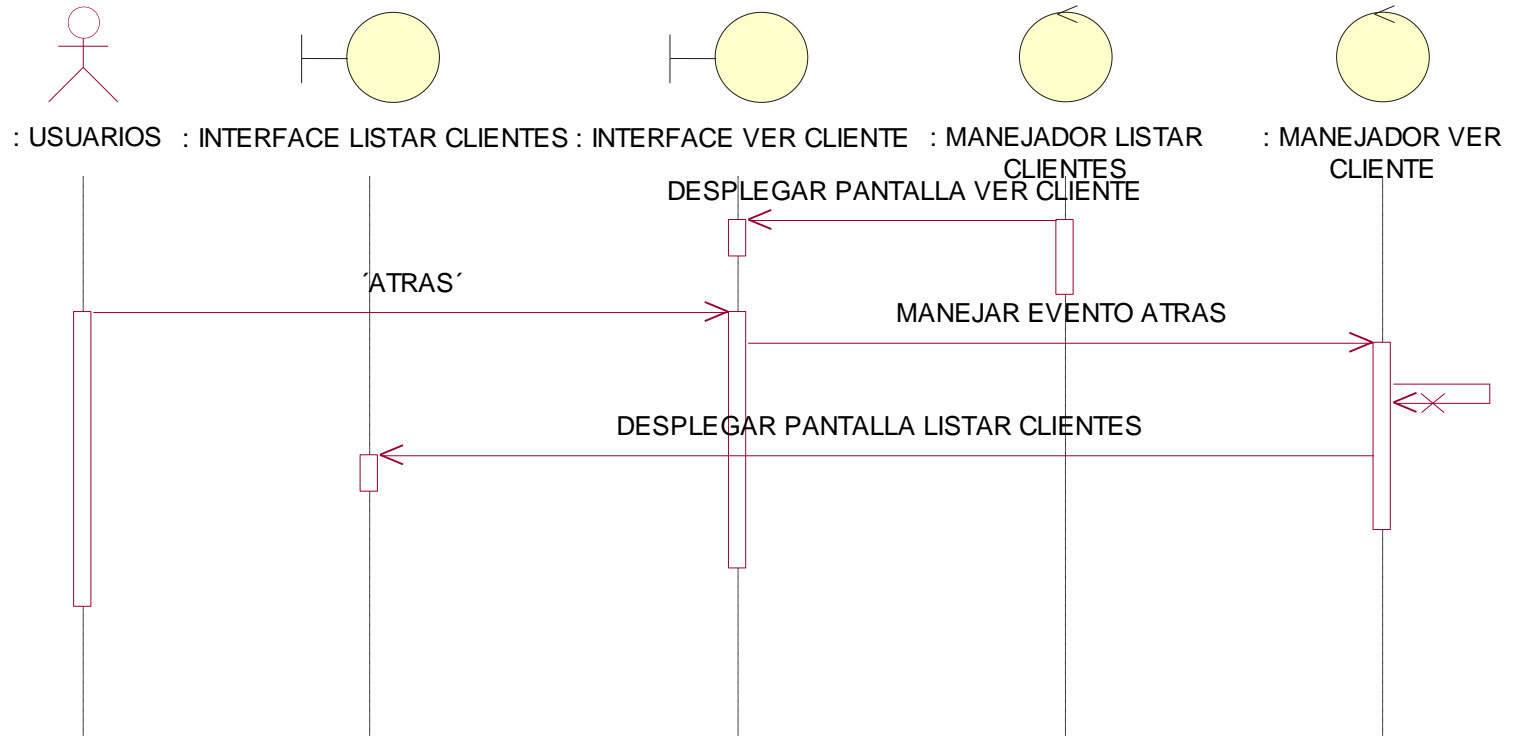 : USUARIOS
: INTERFACE LISTAR CLIENTES
: INTERFACE VER CLIENTE
: MANEJADOR LISTAR
CLIENTES
: MANEJADOR VER
CLIENTE
DESPLEGAR PANTALLA VER CLIENTE
´ATRAS´
MANEJAR EVENTO ATRAS
DESPLEGAR PANTALLA LISTAR CLIENTES